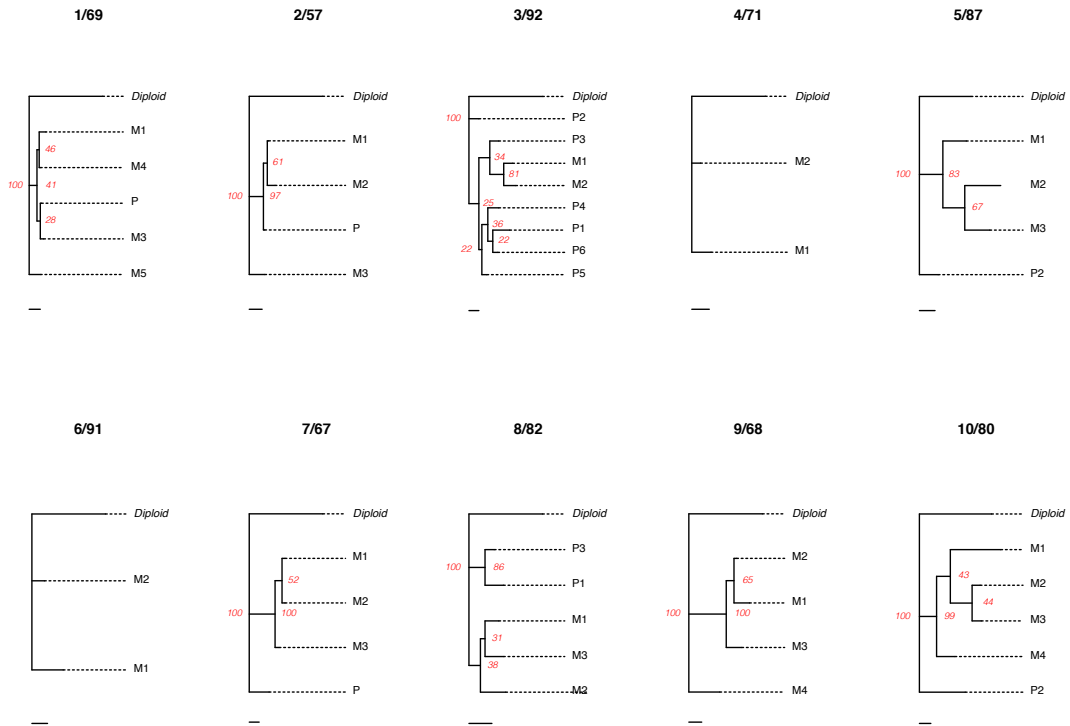 1/69
2/57
3/92
4/71
5/87
Diploid
M1
46
M4
100
41
P
28
M3
M5
Diploid
M1
61
M2
100
97
P
M3
Diploid
100
P2
P3
34
M1
81
M2
25
P4
36
P1
22
22
P6
P5
Diploid
M2
M1
Diploid
M1
100
83
M2
67
M3
P2
6/91
7/67
8/82
9/68
10/80
Diploid
M2
M1
Diploid
M1
52
M2
100
100
M3
P
Diploid
P3
100
86
P1
M1
31
M3
38
M2
Diploid
M2
65
M1
100
100
M3
M4
Diploid
M1
43
M2
44
100
99
M3
M4
P2